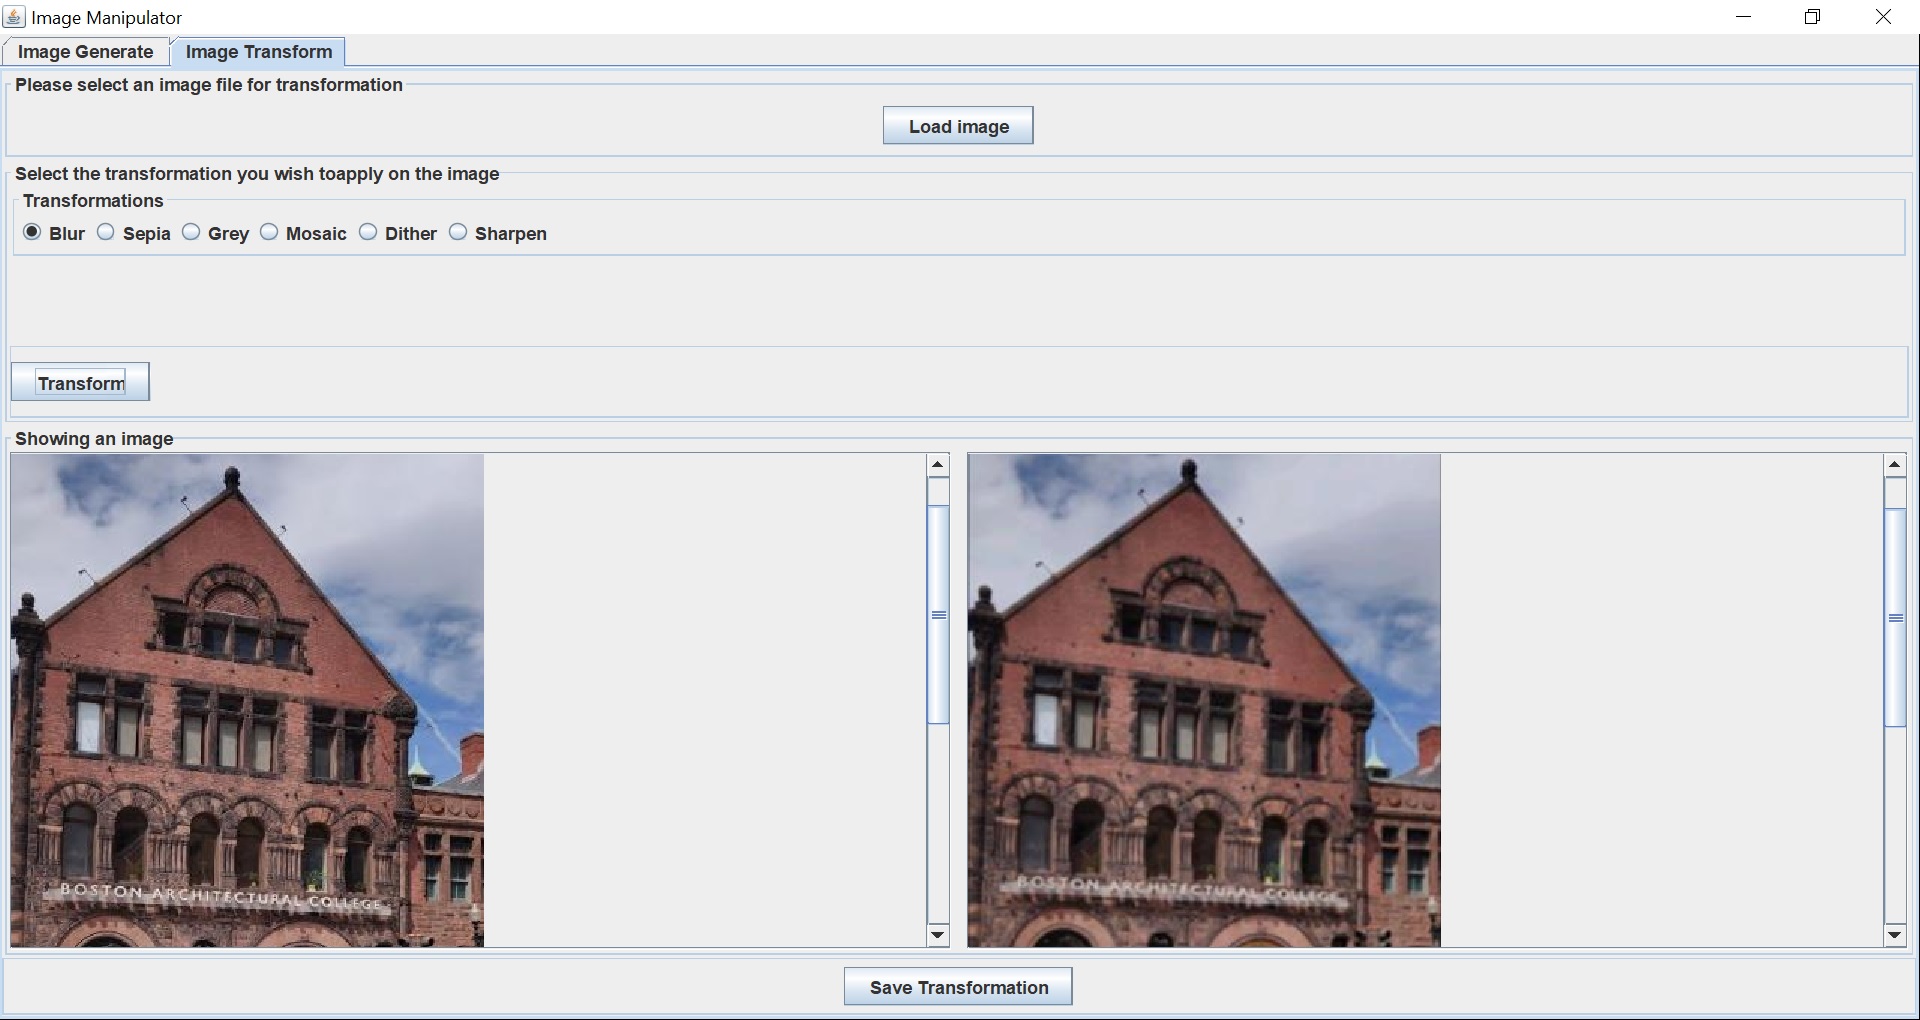 Image Manipulator
Image Generate Image Transform
Please select an image file for transformation
Load image
Select the transformation you wish toapply on the image
Transformations
Blur Sepia Grey Mosaic Dither Sharpen
Transform
Showing an image
BOSTON ARCHITECTURAL COLLEGE
BOSTON ARCHITECTURAL COLLEGE
Save Transformation